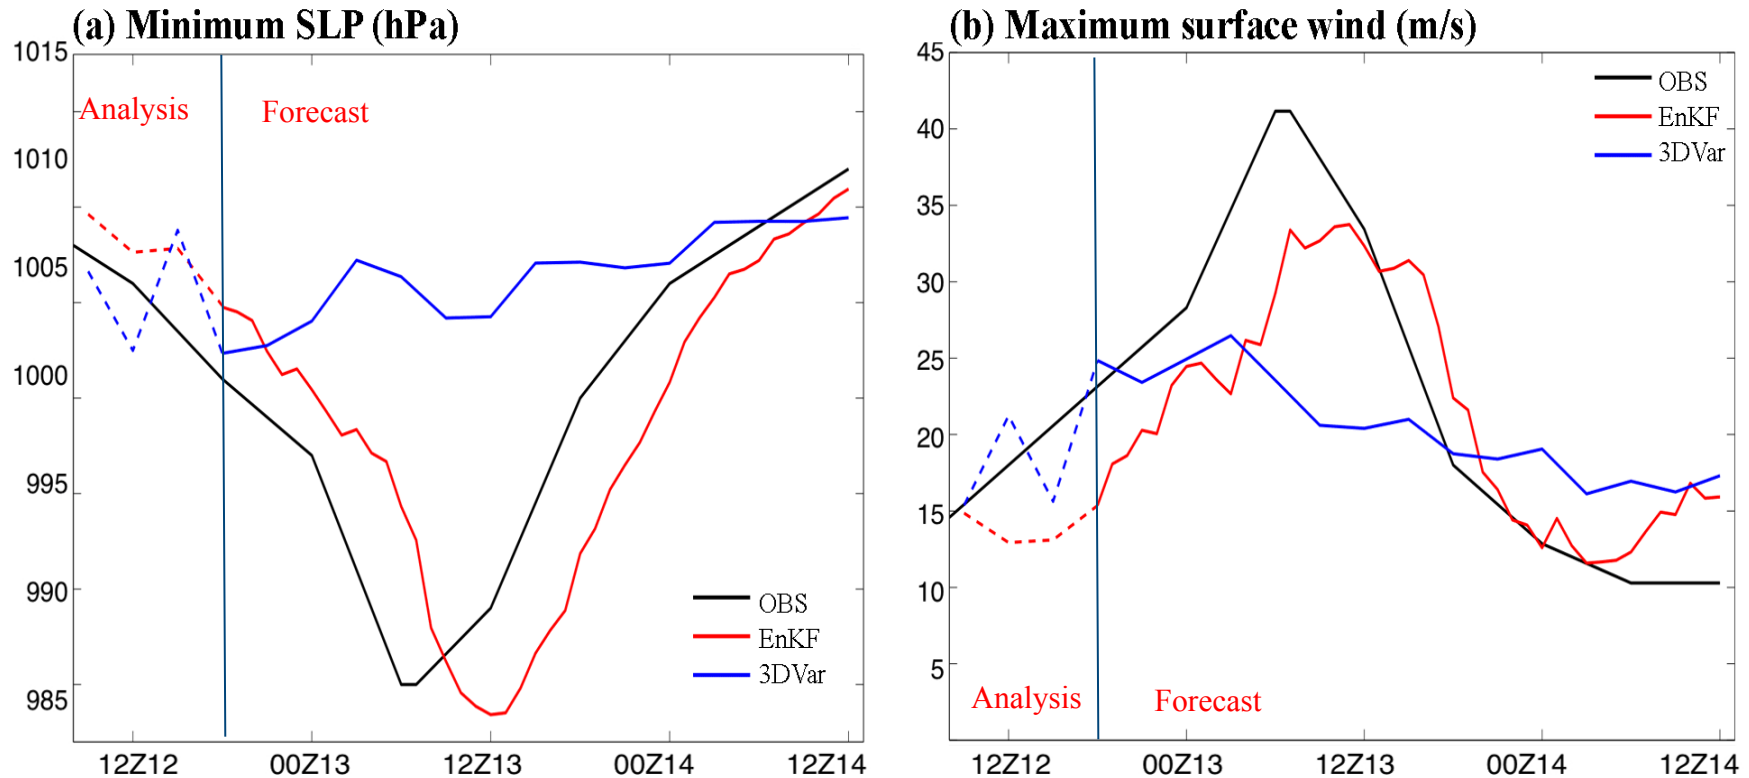 (a) Minimum SLP (hPa)
1015
1010
1005
1000
995
990
985
Analysis
Forecast
OBS
EnKF
3DVar
12Z12
00Z13
12Z13
00Z14
12Z14
(b) Maximum surface wind (m/s)
45
40
35
30
25
20
15
10
5
OBS
EnKF
3DVar
Analysis
Forecast
12Z12
00Z13
12Z13
00Z14
12Z14